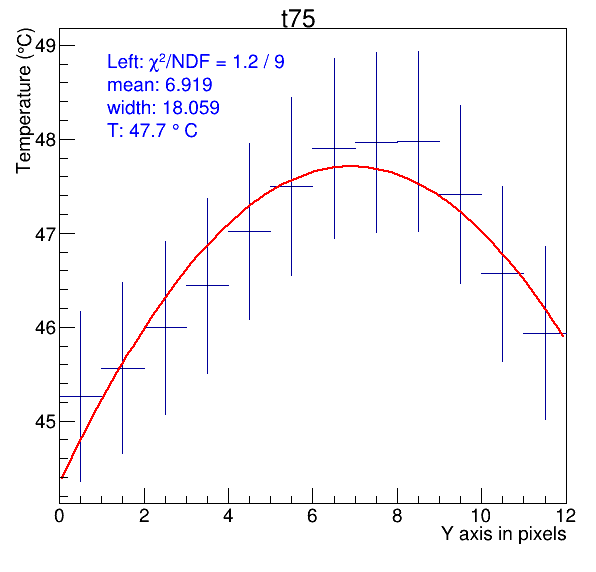 t75
Temperature (°C)
Left: χ²/NDF = 1.2 / 9
mean: 6.919
width: 18.059
T: 47.7 ° C
49
48
47
46
45
0 2 4 6 8 10 12
Y axis in pixels